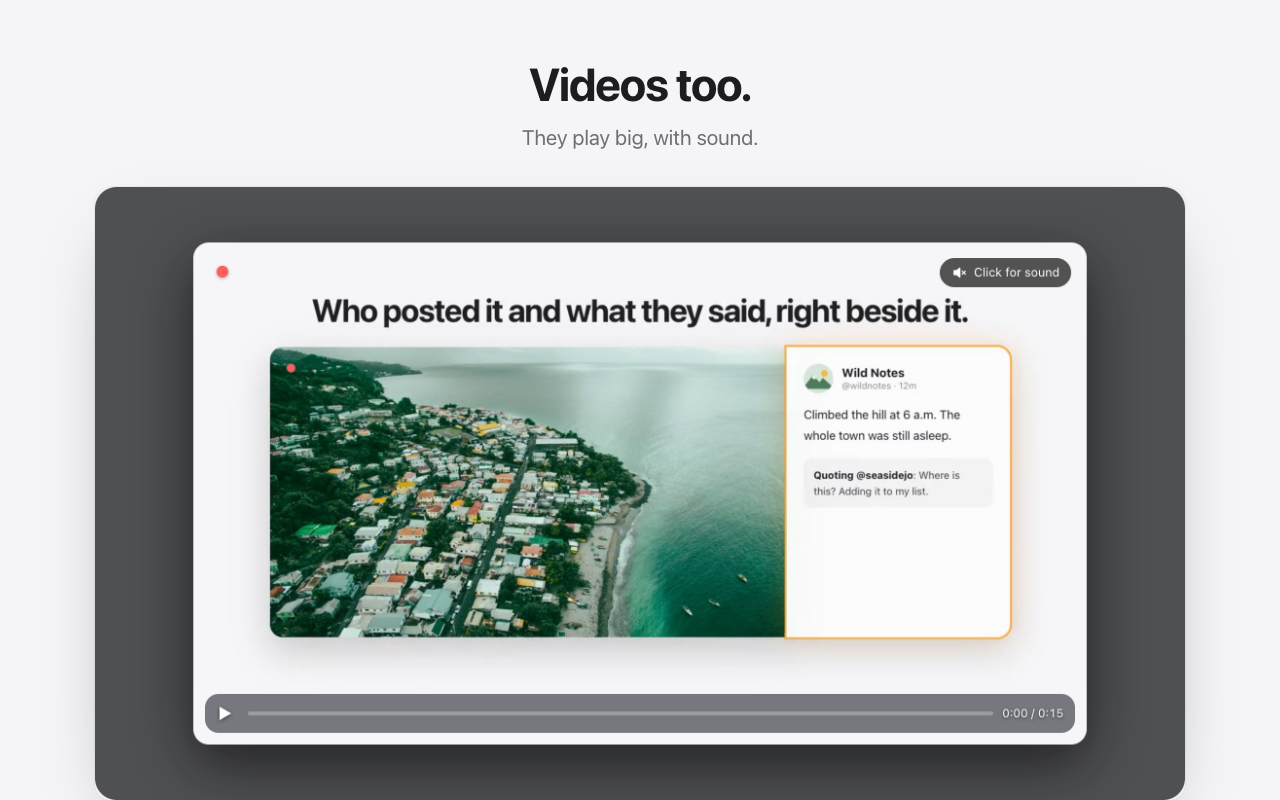 Videos too.
They play big, with sound.
Click for sound
Who posted it and what they said, right beside it.
Wild Notes
@wildnotes · 12m
Climbed the hill at 6 a.m. The
whole town was still asleep.
Quoting @seasidejo: Where is
this? Adding it to my list.
0:00 / 0:15